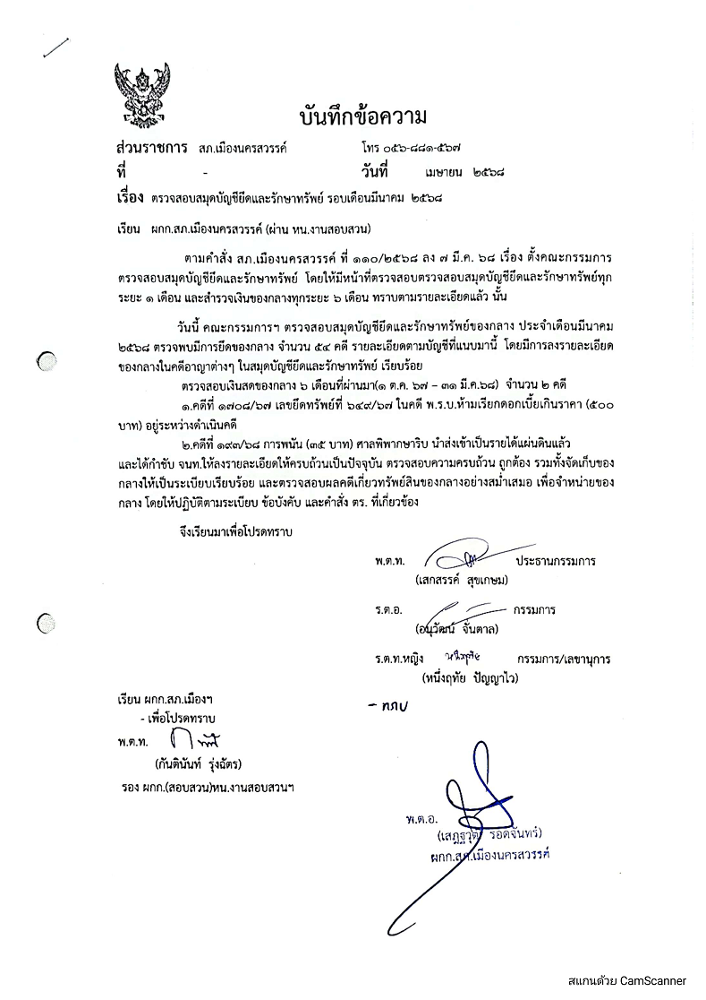 บันทึกข้อความ
ส่วนราชการ สภ.เมืองนครสวรรค์ โทร ๐๕๖-๘๘๑-๕๖๗
ที่ - วันที่ เมษายน ๒๕๖๘
เรื่อง ตรวจสอบสมุดบัญชียึดและรักษาทรัพย์ รอบเดือนมีนาคม ๒๕๖๘
เรียน ผกก.สภ.เมืองนครสวรรค์ (ผ่าน หน.งานสอบสวน)
ตามคำสั่ง สภ.เมืองนครสวรรค์ ที่ ๑๑๐/๒๕๖๘ ลง ๗ มี.ค. ๖๘ เรื่อง ตั้งคณะกรรมการ
ตรวจสอบสมุดบัญชียึดและรักษาทรัพย์ โดยให้มีหน้าที่ตรวจสอบตรวจสอบสมุดบัญชียึดและรักษาทรัพย์ทุก
ระยะ ๑ เดือน และสำรวจเงินของกลางทุกระยะ ๖ เดือน ทราบตามรายละเอียดแล้ว นั้น
วันนี้ คณะกรรมการฯ ตรวจสอบสมุดบัญชียึดและรักษาทรัพย์ของกลาง ประจำเดือนมีนาคม
๒๕๖๘ ตรวจพบมีการยึดของกลาง จำนวน ๕๔ คดี รายละเอียดตามบัญชีที่แนบมานี้ โดยมีการลงรายละเอียด
ของกลางในคดีอาญาต่างๆ ในสมุดบัญชียึดและรักษาทรัพย์ เรียบร้อย
ตรวจสอบเงินสดของกลาง ๖ เดือนที่ผ่านมา(๑ ต.ค. ๖๗ – ๓๑ มี.ค.๖๘) จำนวน ๒ คดี
๑.คดีที่ ๑๗๐๘/๖๗ เลขยึดทรัพย์ที่ ๖๔๙/๖๗ ในคดี พ.ร.บ.ห้ามเรียกดอกเบี้ยเกินราคา (๕๐๐
บาท) อยู่ระหว่างดำเนินคดี
๒.คดีที่ ๑๙๓/๖๘ การพนัน (๓๕ บาท) ศาลพิพากษาริบ นำส่งเข้าเป็นรายได้แผ่นดินแล้ว
และได้กำชับ จนท.ให้ลงรายละเอียดให้ครบถ้วนเป็นปัจจุบัน ตรวจสอบความครบถ้วน ถูกต้อง รวมทั้งจัดเก็บของ
กลางให้เป็นระเบียบเรียบร้อย และตรวจสอบผลคดีเกี่ยวทรัพย์สินของกลางอย่างสม่ำเสมอ เพื่อจำหน่ายของ
กลาง โดยให้ปฏิบัติตามระเบียบ ข้อบังคับ และคำสั่ง ตร. ที่เกี่ยวข้อง
จึงเรียนมาเพื่อโปรดทราบ
พ.ต.ท. ประธานกรรมการ
(เสกสรรค์ สุขเกษม)
ร.ต.อ. กรรมการ
(อนุวัฒน์ จั่นตาล)
ร.ต.ท.หญิง หนึ่งฤทัย กรรมการ/เลขานุการ
(หนึ่งฤทัย ปัญญาไว)
เรียน ผกก.สภ.เมืองฯ
- เพื่อโปรดทราบ
พ.ต.ท.
(กันตินันท์ รุ่งฉัตร)
รอง ผกก.(สอบสวน)หน.งานสอบสวนฯ
- ทราบ
พ.ต.อ.
(เสฏฐวุฒิ รอดจันทร์)
ผกก.สภ.เมืองนครสวรรค์
สแกนด้วย CamScanner